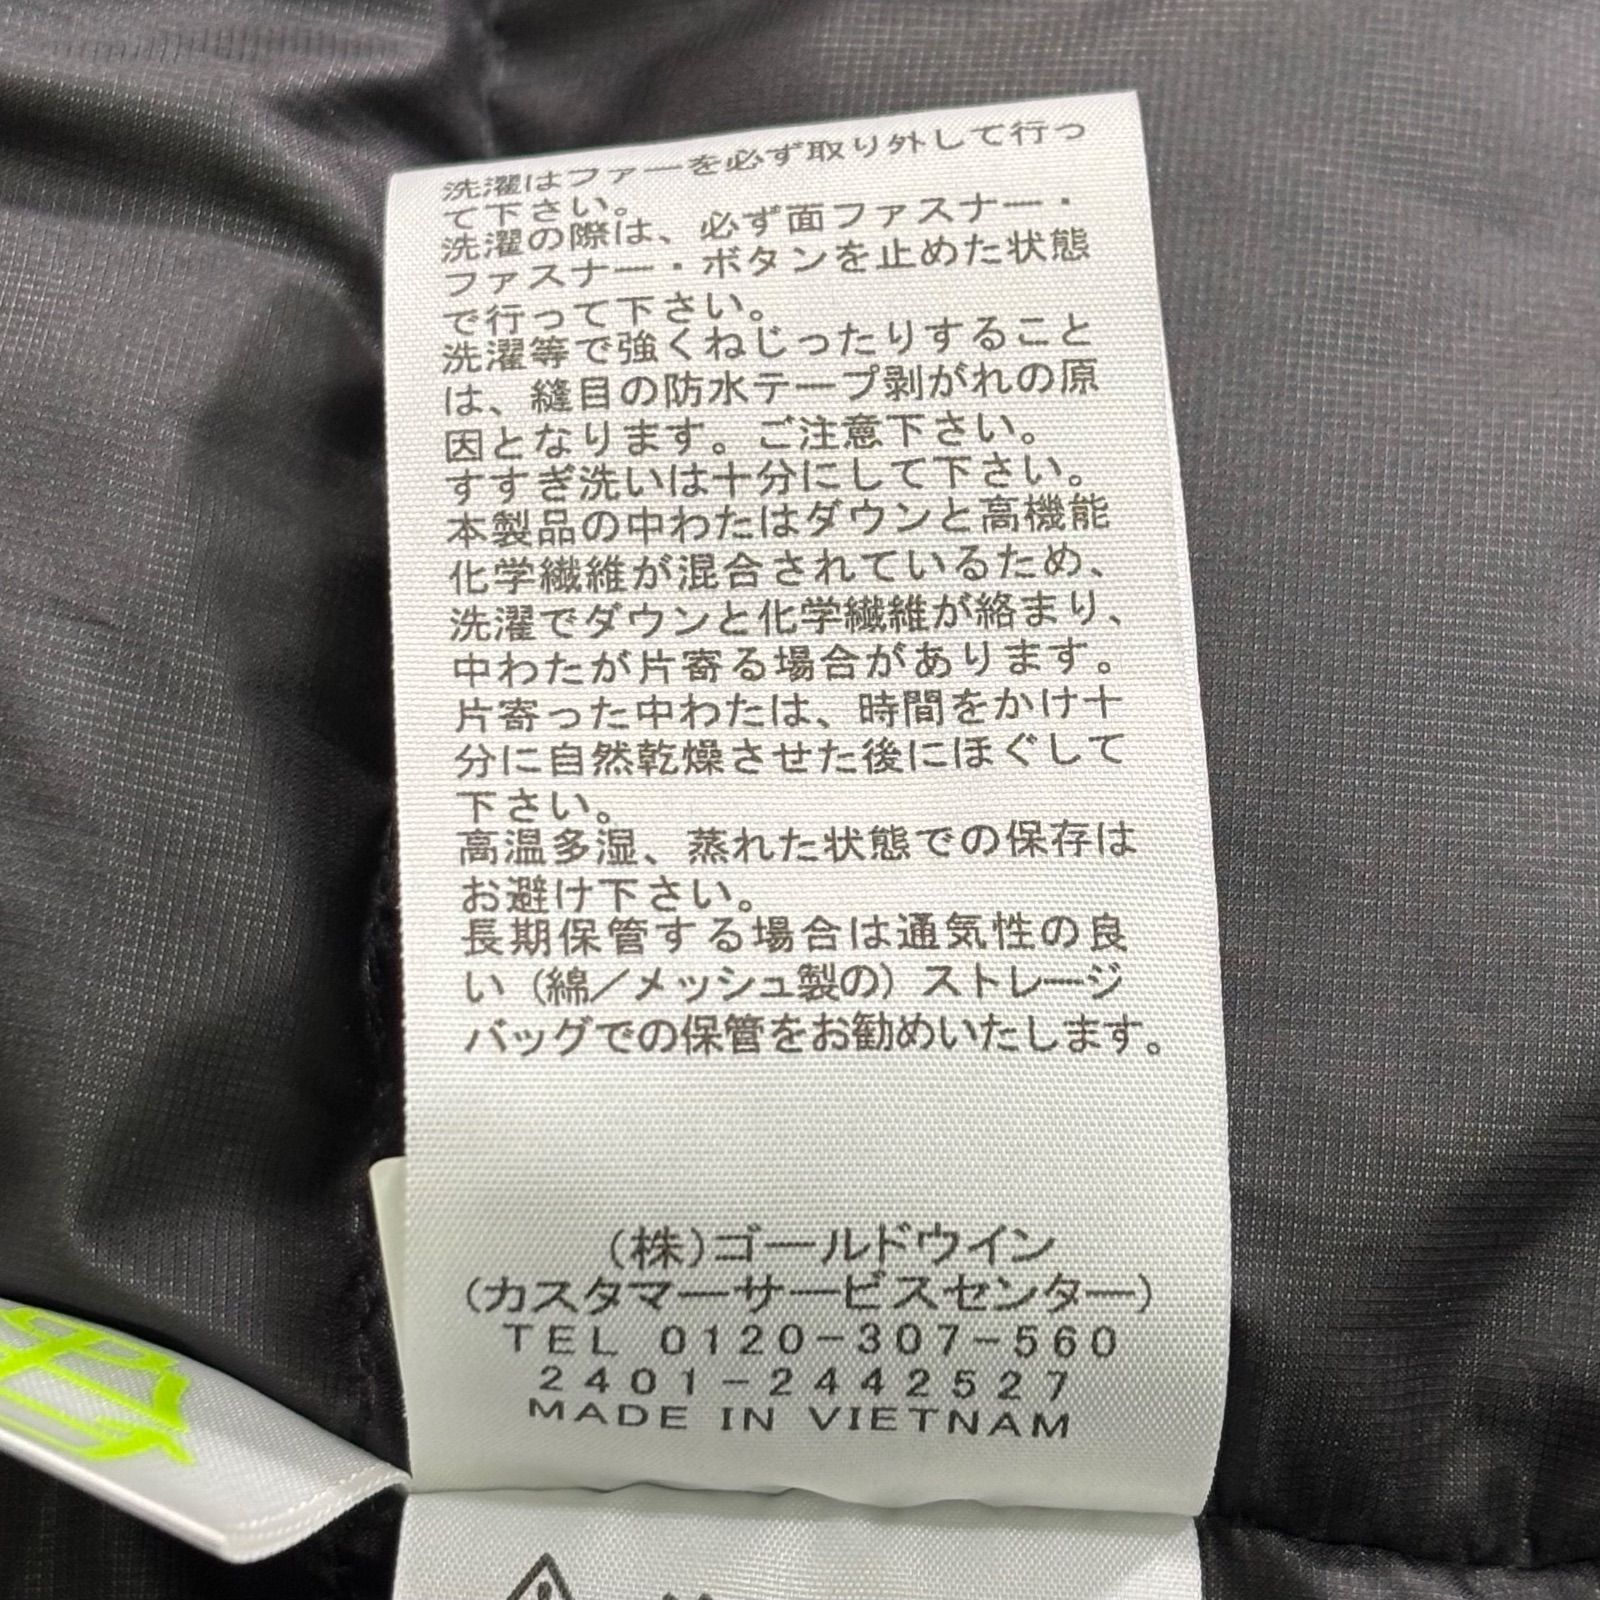 洗濯はファーを必ず取り外して行っ
て下さい。
洗濯の際は、必ず面ファスナー・
ファスナー・ボタンを止めた状態
で行って下さい。
洗濯等で強くねじったりすること
は、縫目の防水テープ剥がれの原
因となります。ご注意下さい。
すすぎ洗いは十分にして下さい。
本製品の中わたはダウンと高機能
化学繊維が混合されているため、
洗濯でダウンと化学繊維が絡まり、
中わたが片寄る場合があります。
片寄った中わたは、時間をかけ十
分に自然乾燥させた後にほぐして
下さい。
高温多湿、蒸れた状態での保存は
お避け下さい。
長期保管する場合は通気性の良
い（綿／メッシュ製の）ストレージ
バッグでの保管をお勧めいたします。
（株）ゴールドウイン
（カスタマーサービスセンター）
TEL 0120-307-560
2401-2442527
MADE IN VIETNAM